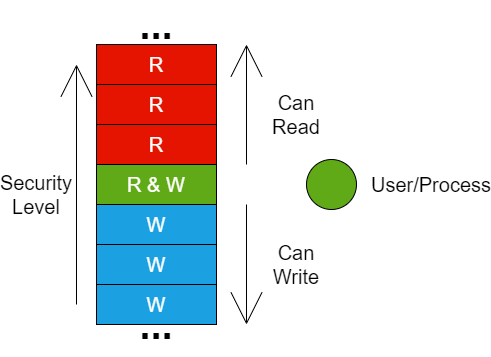 ...
R
R
R
R & W
W
W
W
...
Security
Level
Can
Read
Can
Write
User/Process